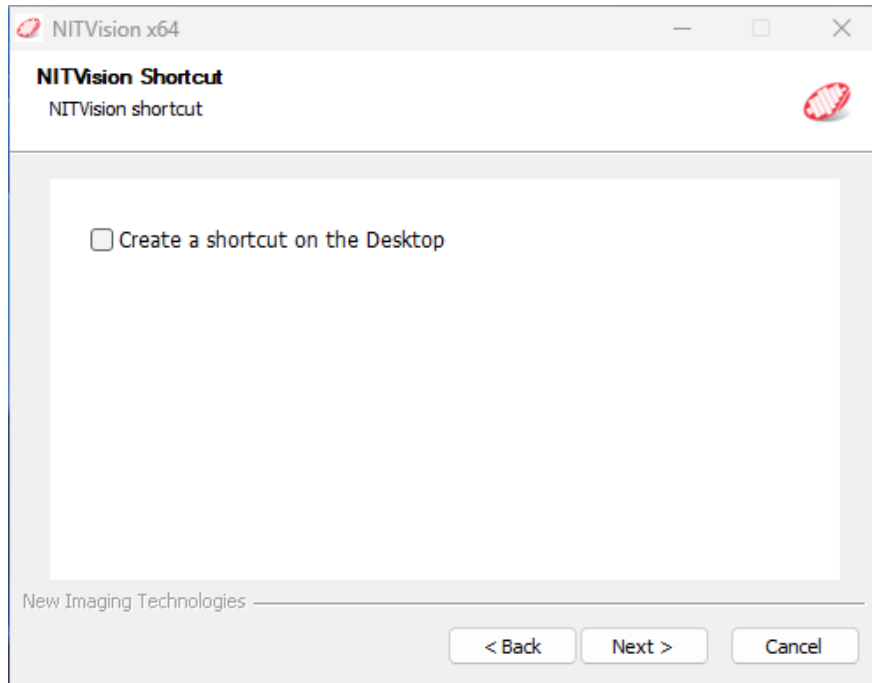 NITVision x64
NITVision Shortcut
NITVision shortcut
Create a shortcut on the Desktop
New Imaging Technologies
< Back
Next >
Cancel